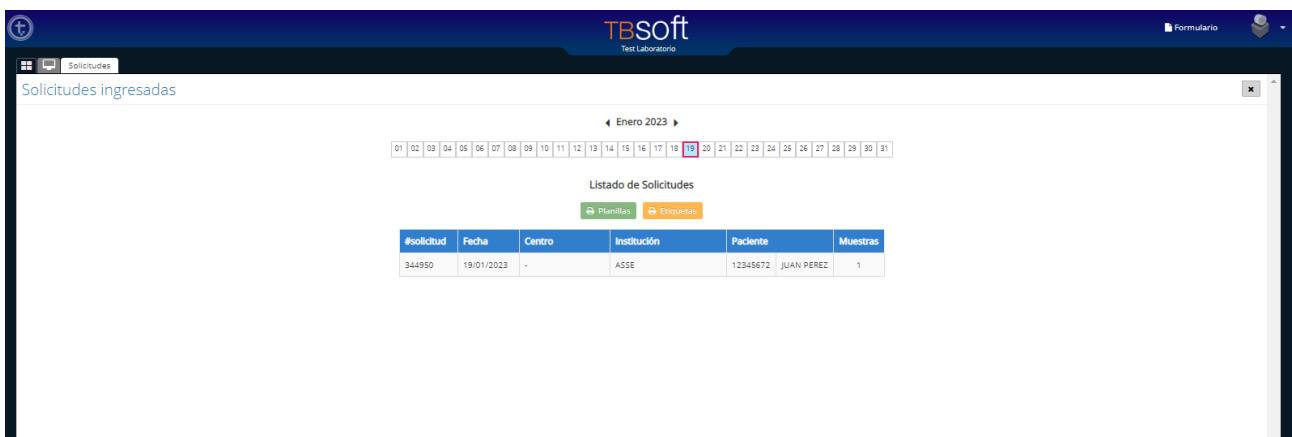 TBSoft
Test Laboratorio
Formulario
Solicitudes
Solicitudes ingresadas
Enero 2023
01 02 03 04 05 06 07 08 09 10 11 12 13 14 15 16 17 18 19 20 21 22 23 24 25 26 27 28 29 30 31
Listado de Solicitudes
Planillas Etiquetas
#solicitud Fecha Centro Institución Paciente Muestras
344950 19/01/2023 - ASSE 12345672 JUAN PEREZ 1